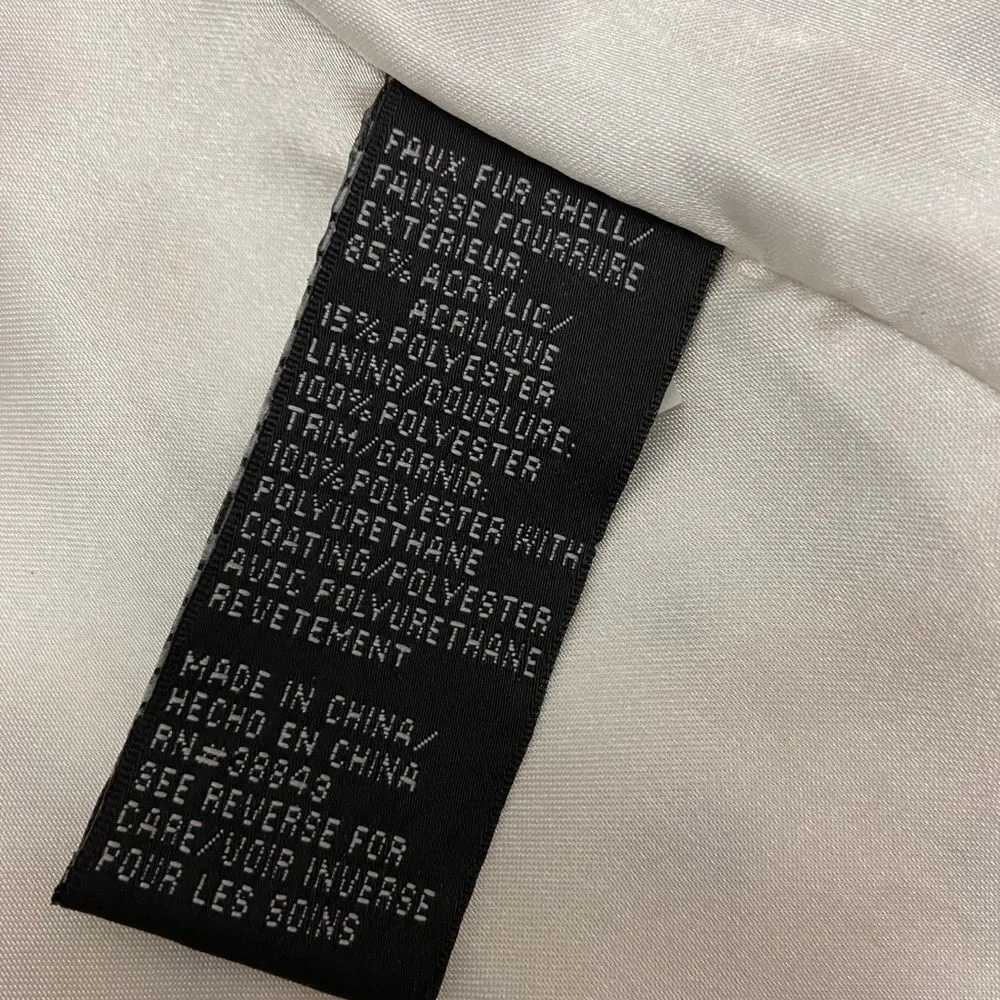 FAUX FUR SHELL/
FAUSSE FOURRURE
EXTÉRIEUR:
85% ACRYLIC/
ACRILIQUE
15% POLYESTER
LINING/DOUBLURE:
100% POLYESTER
TRIM/GARNIR:
100% POLYESTER WITH
POLYURETHANE
COATING/POLYESTER
AVEC POLYURETHANE
REVETEMENT
MADE IN CHINA/
HECHO EN CHINA
RN#38843
SEE REVERSE FOR
CARE/VOIR INVERSE
POUR LES SOINS